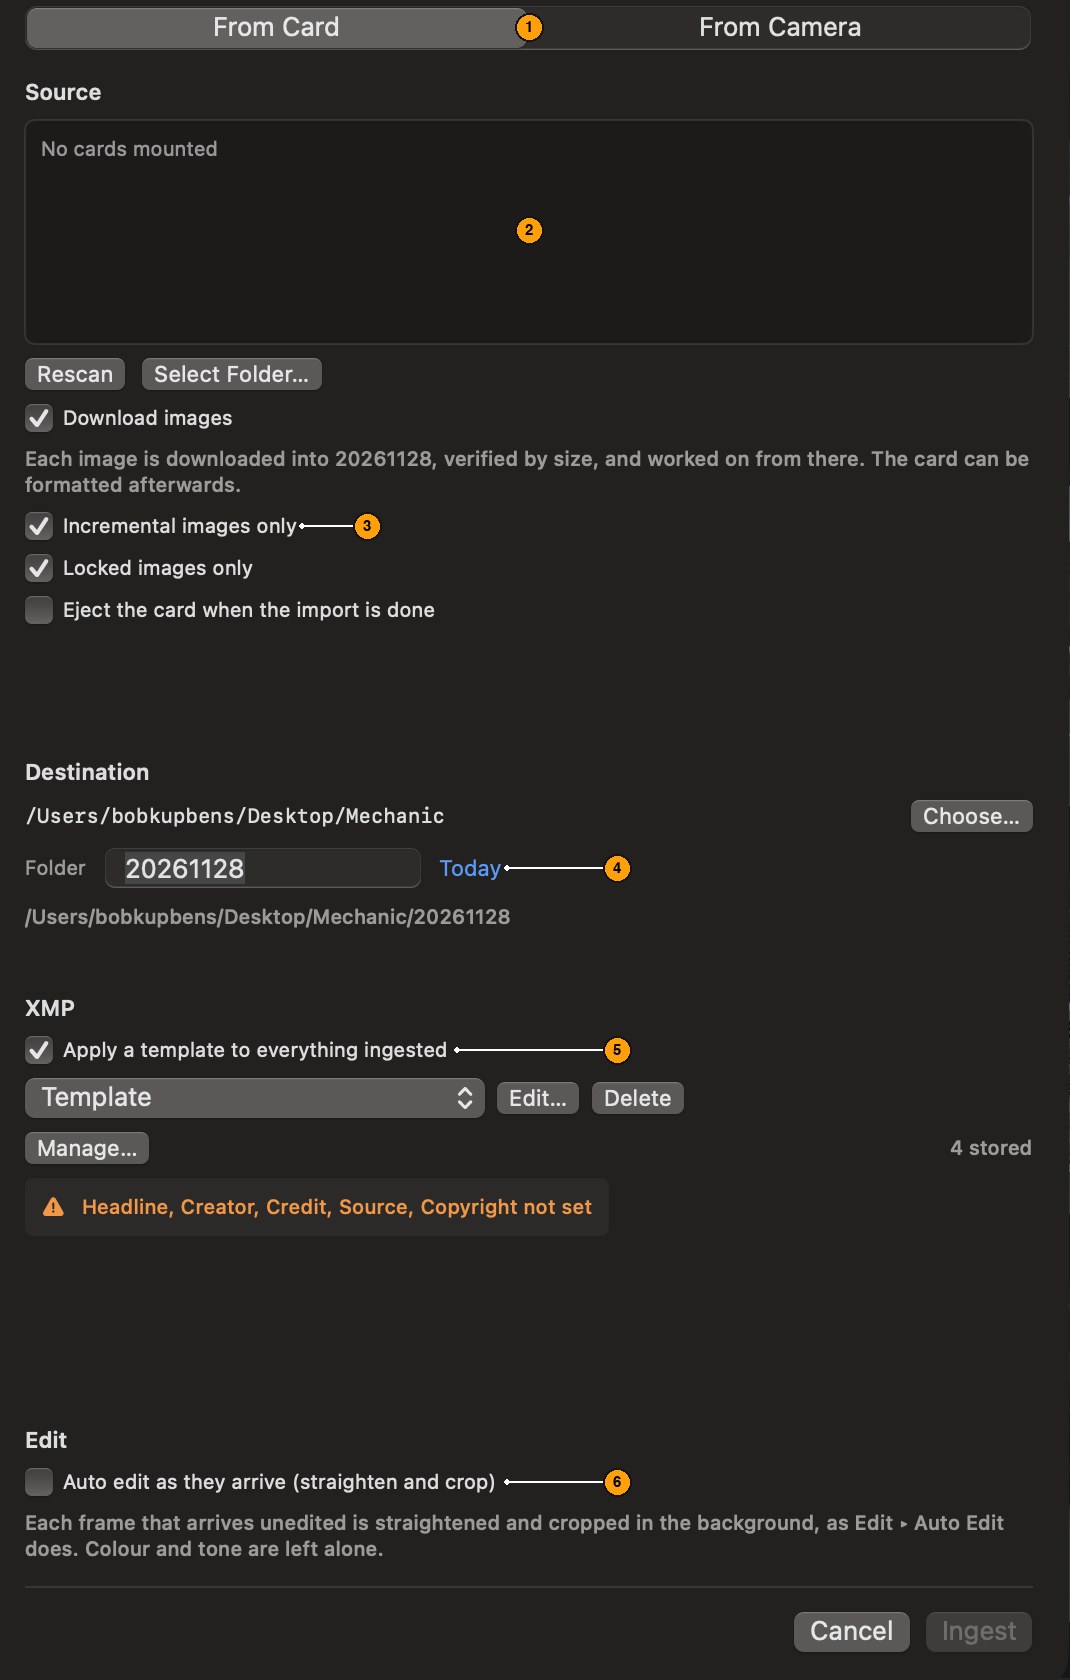 From Card 1 From Camera
Source
No cards mounted
2
Rescan Select Folder...
Download images
Each image is downloaded into 20261128, verified by size, and worked on from there. The card can be
formatted afterwards.
Incremental images only 3
Locked images only
Eject the card when the import is done
Destination
/Users/bobkupbens/Desktop/Mechanic Choose...
Folder 20261128 Today 4
/Users/bobkupbens/Desktop/Mechanic/20261128
XMP
Apply a template to everything ingested 5
Template Edit... Delete
Manage... 4 stored
Headline, Creator, Credit, Source, Copyright not set
Edit
Auto edit as they arrive (straighten and crop) 6
Each frame that arrives unedited is straightened and cropped in the background, as Edit ▸ Auto Edit
does. Colour and tone are left alone.
Cancel Ingest